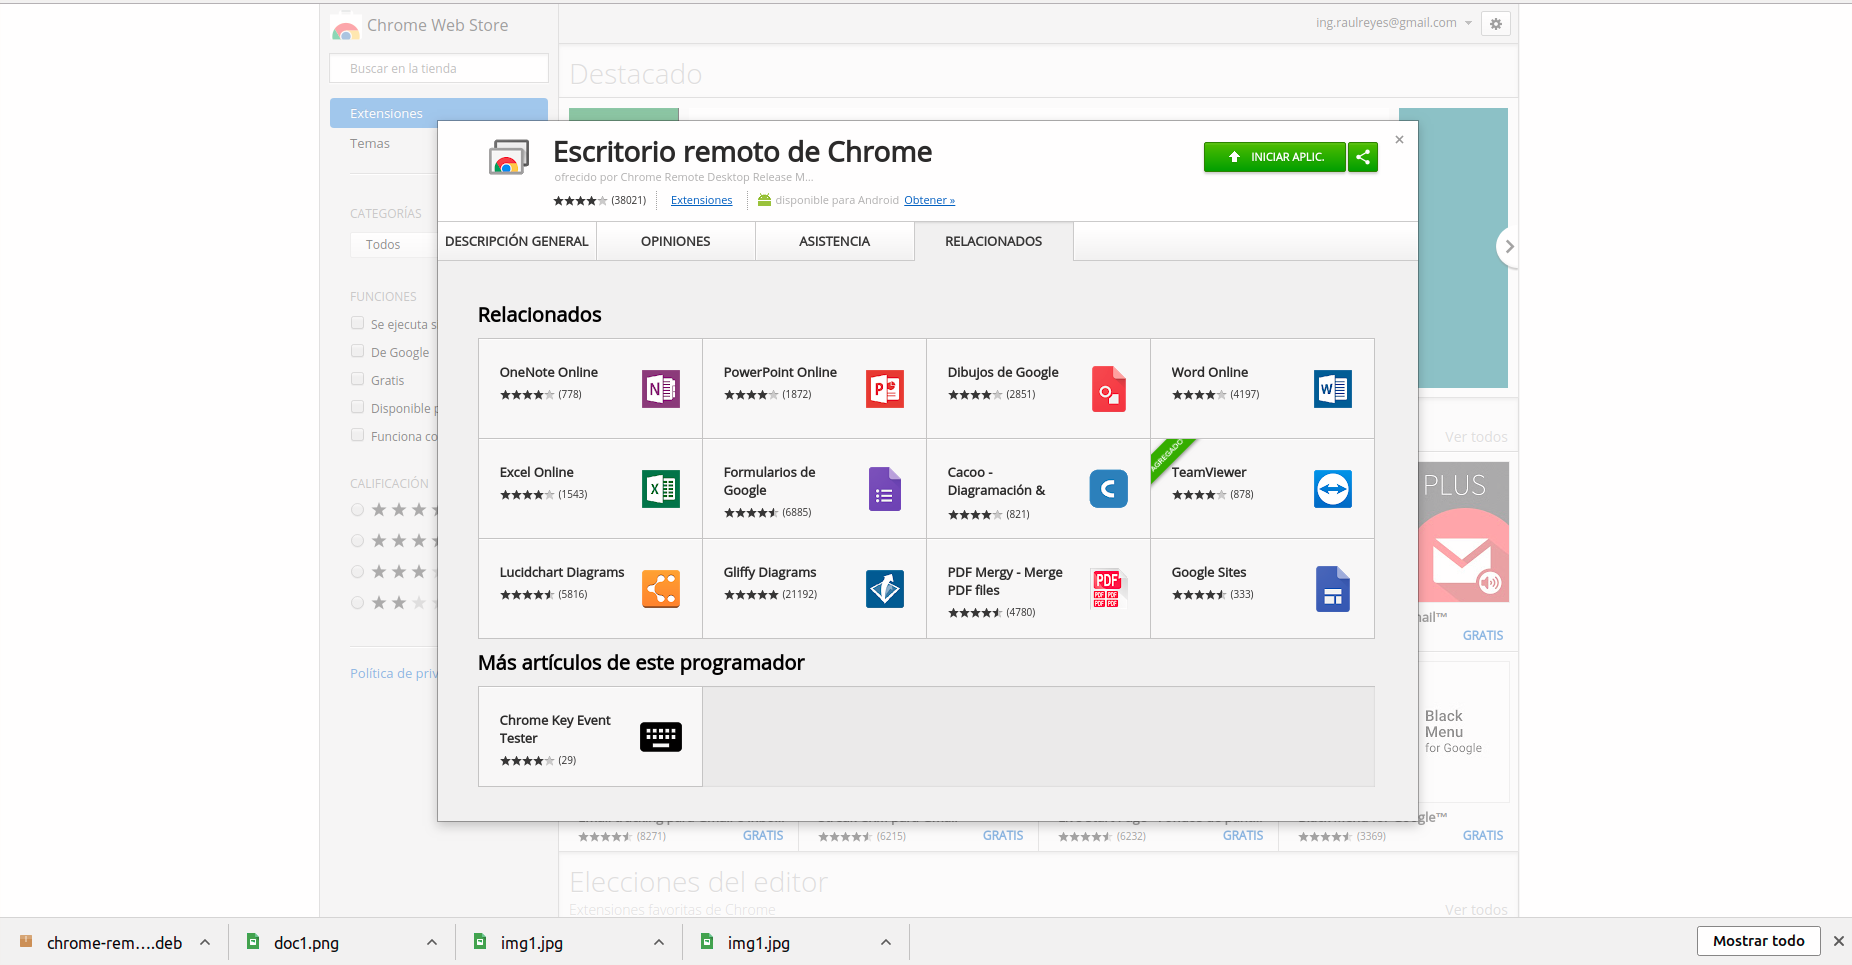 Chrome Web Store
ing.raulreyes@gmail.com
Buscar en la tienda
Destacado
Extensiones
Temas
CATEGORÍAS
Todos
FUNCIONES
Se ejecuta s
De Google
Gratis
Disponible p
Funciona co
CALIFICACIÓN
Política de priv
Escritorio remoto de Chrome
ofrecido por Chrome Remote Desktop Release M...
(38021)
Extensiones
disponible para Android Obtener »
INICIAR APLIC.
DESCRIPCIÓN GENERAL
OPINIONES
ASISTENCIA
RELACIONADOS
Relacionados
OneNote Online
(778)
PowerPoint Online
(1872)
Dibujos de Google
(2851)
Word Online
(4197)
Excel Online
(1543)
Formularios de
Google
(6885)
Cacoo -
Diagramación &
(821)
AGREGADO
TeamViewer
(878)
Lucidchart Diagrams
(5816)
Gliffy Diagrams
(21192)
PDF Mergy - Merge
PDF files
(4780)
Google Sites
(333)
Más artículos de este programador
Chrome Key Event
Tester
(29)
Ver todos
PLUS
ail™
GRATIS
Black
Menu
for Google
gle™
(8271)
GRATIS
(6215)
GRATIS
(6232)
GRATIS
(3369)
GRATIS
Elecciones del editor
Extensiones favoritas de Chrome
Ver todos
chrome-rem....deb
doc1.png
img1.jpg
img1.jpg
Mostrar todo